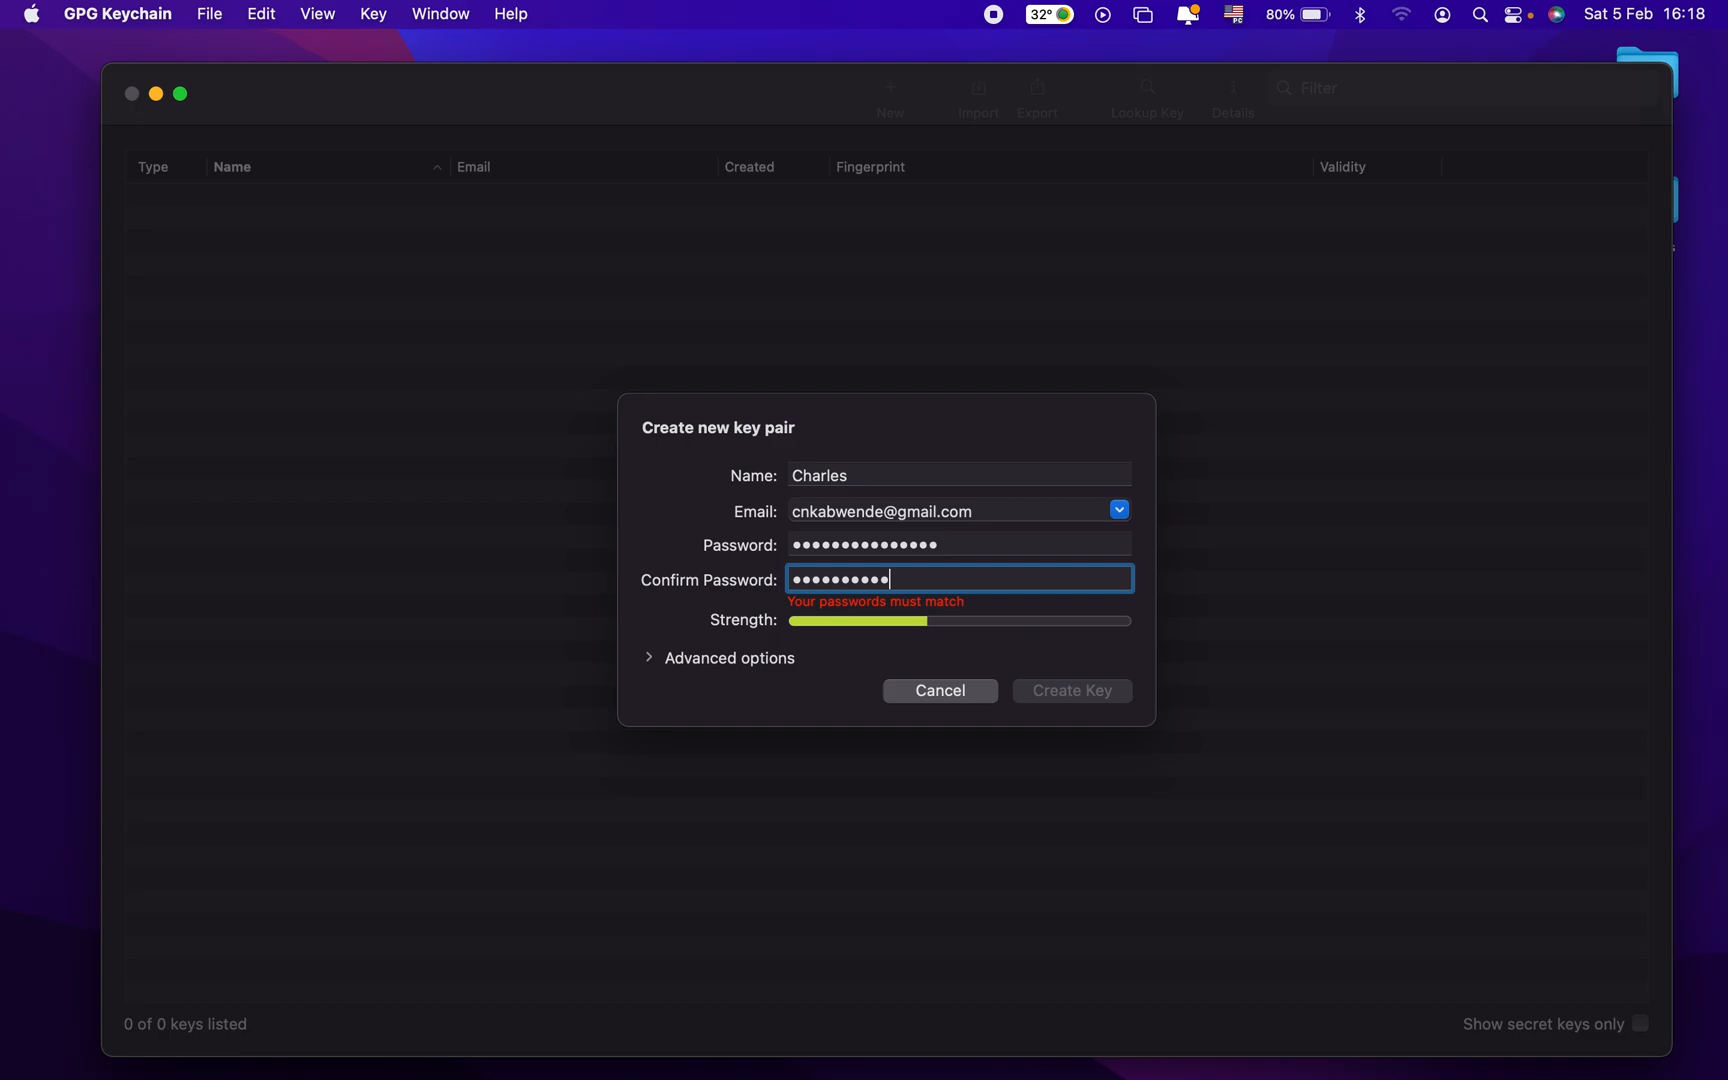 GPG Keychain File Edit View Key Window Help 32° 80% Sat 5 Feb 16:18
New Import Export Lookup Key Details Filter
Type Name Email Created Fingerprint Validity
Create new key pair
Name: Charles
Email: cnkabwende@gmail.com
Password: •••••••••••••••
Confirm Password: ••••••••••
Your passwords must match
Strength:
Advanced options
Cancel Create Key
0 of 0 keys listed Show secret keys only